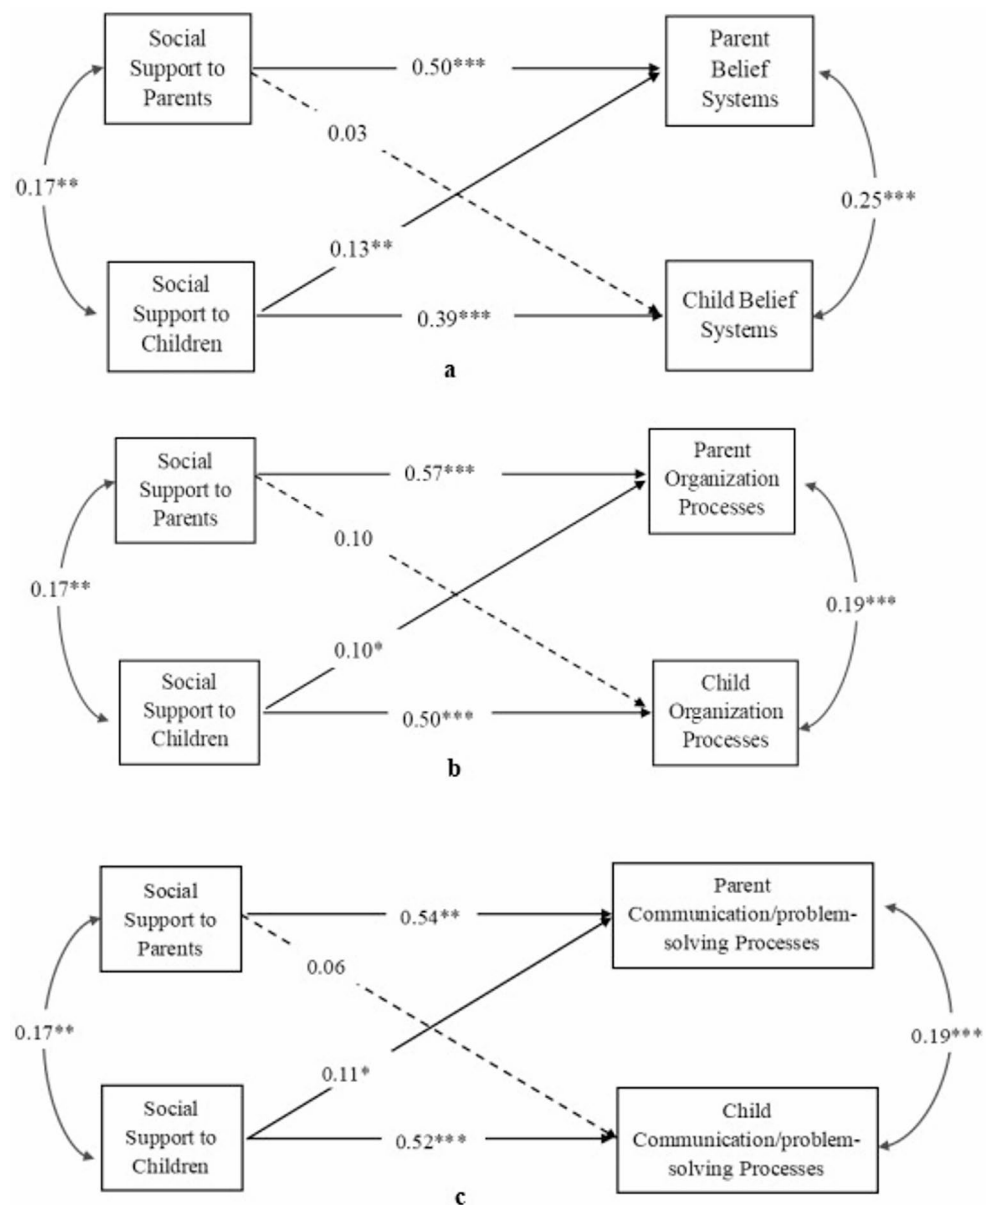 Social
Support to
Parents
0.50***
Parent
Belief
Systems
0.03
0.17**
0.25***
0.13**
Social
Support to
Children
0.39***
Child Belief
Systems
a
Social
Support to
Parents
0.57***
Parent
Organization
Processes
0.10
0.17**
0.19***
0.10*
Social
Support to
Children
0.50***
Child
Organization
Processes
b
Social
Support to
Parents
0.54**
Parent
Communication/problem-
solving Processes
0.06
0.17**
0.19***
0.11*
Social
Support to
Children
0.52***
Child
Communication/problem-
solving Processes
c